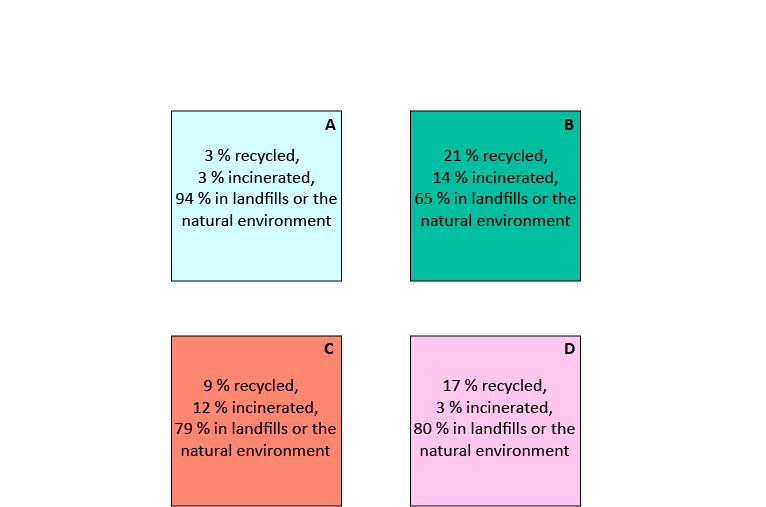 A
3 % recycled,
3 % incinerated,
94 % in landfills or the
natural environment
B
21 % recycled,
14 % incinerated,
65 % in landfills or the
natural environment
C
9 % recycled,
12 % incinerated,
79 % in landfills or the
natural environment
D
17 % recycled,
3 % incinerated,
80 % in landfills or the
natural environment